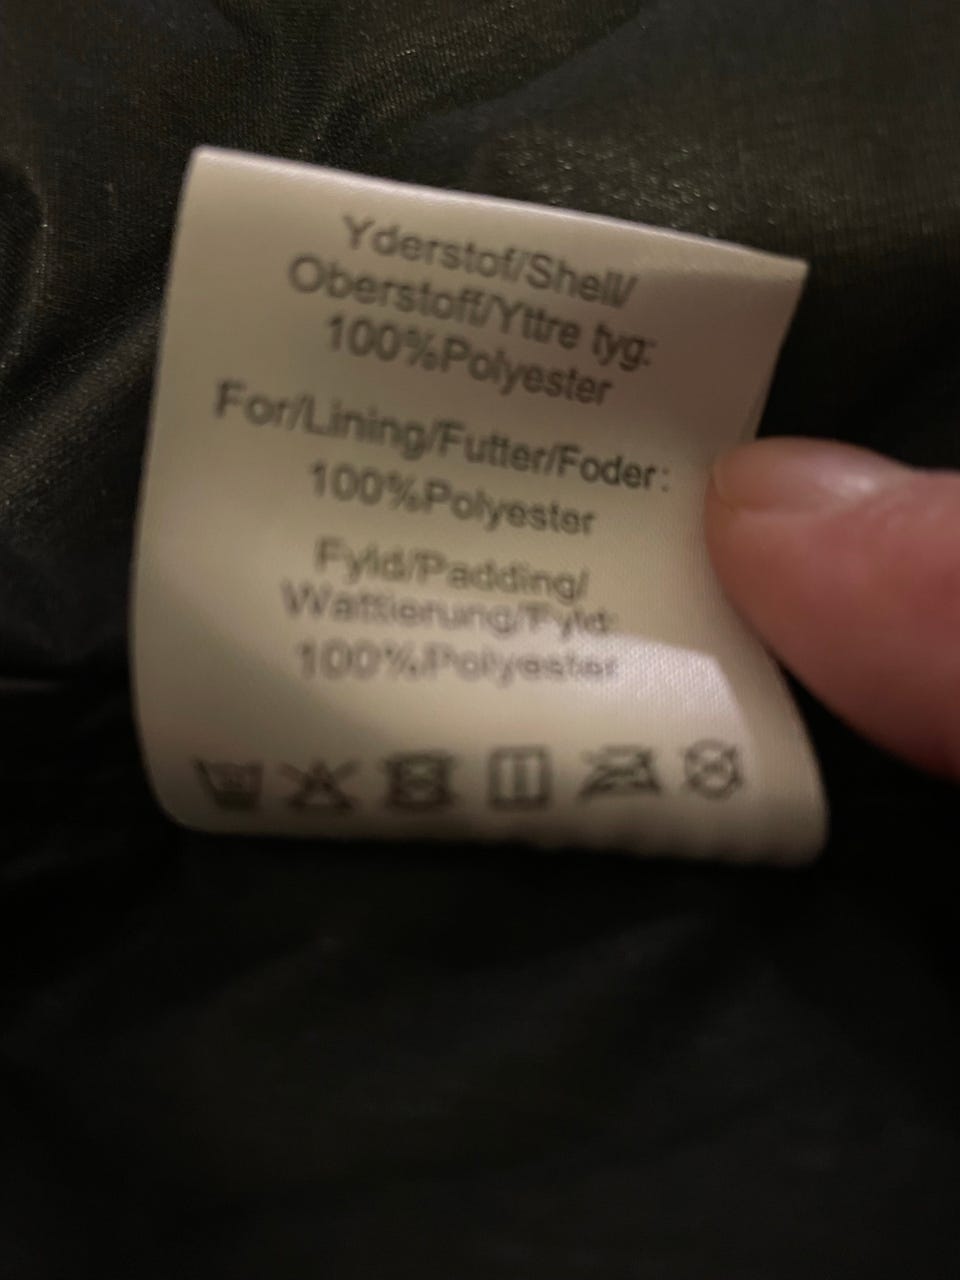 Yderstof/Shell/
Oberstoff/Yttre tyg:
100%Polyester
For/Lining/Futter/Foder:
100%Polyester
Fyld/Padding/
Wattierung/Fyld:
100%Polyester